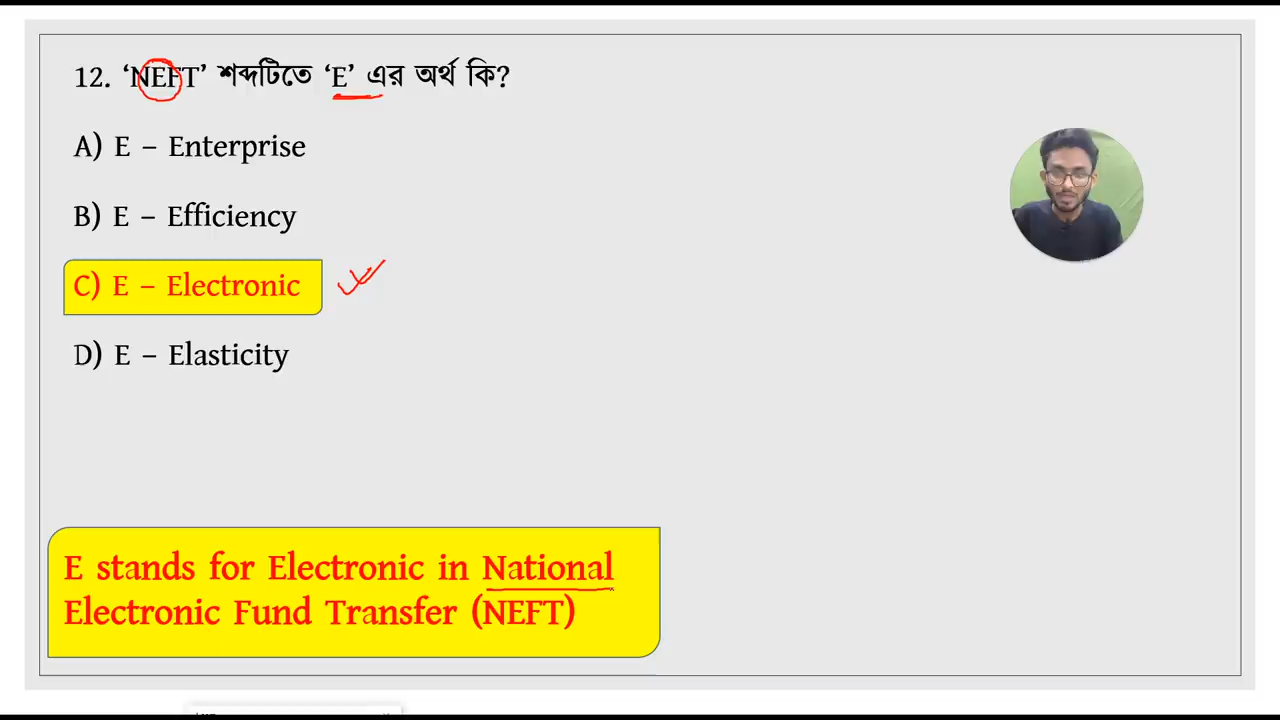 12. ‘NEFT’ শব্দটিতে ‘E’ এর অর্থ কি?
A) E – Enterprise
B) E – Efficiency
C) E – Electronic
D) E – Elasticity
E stands for Electronic in National
Electronic Fund Transfer (NEFT)